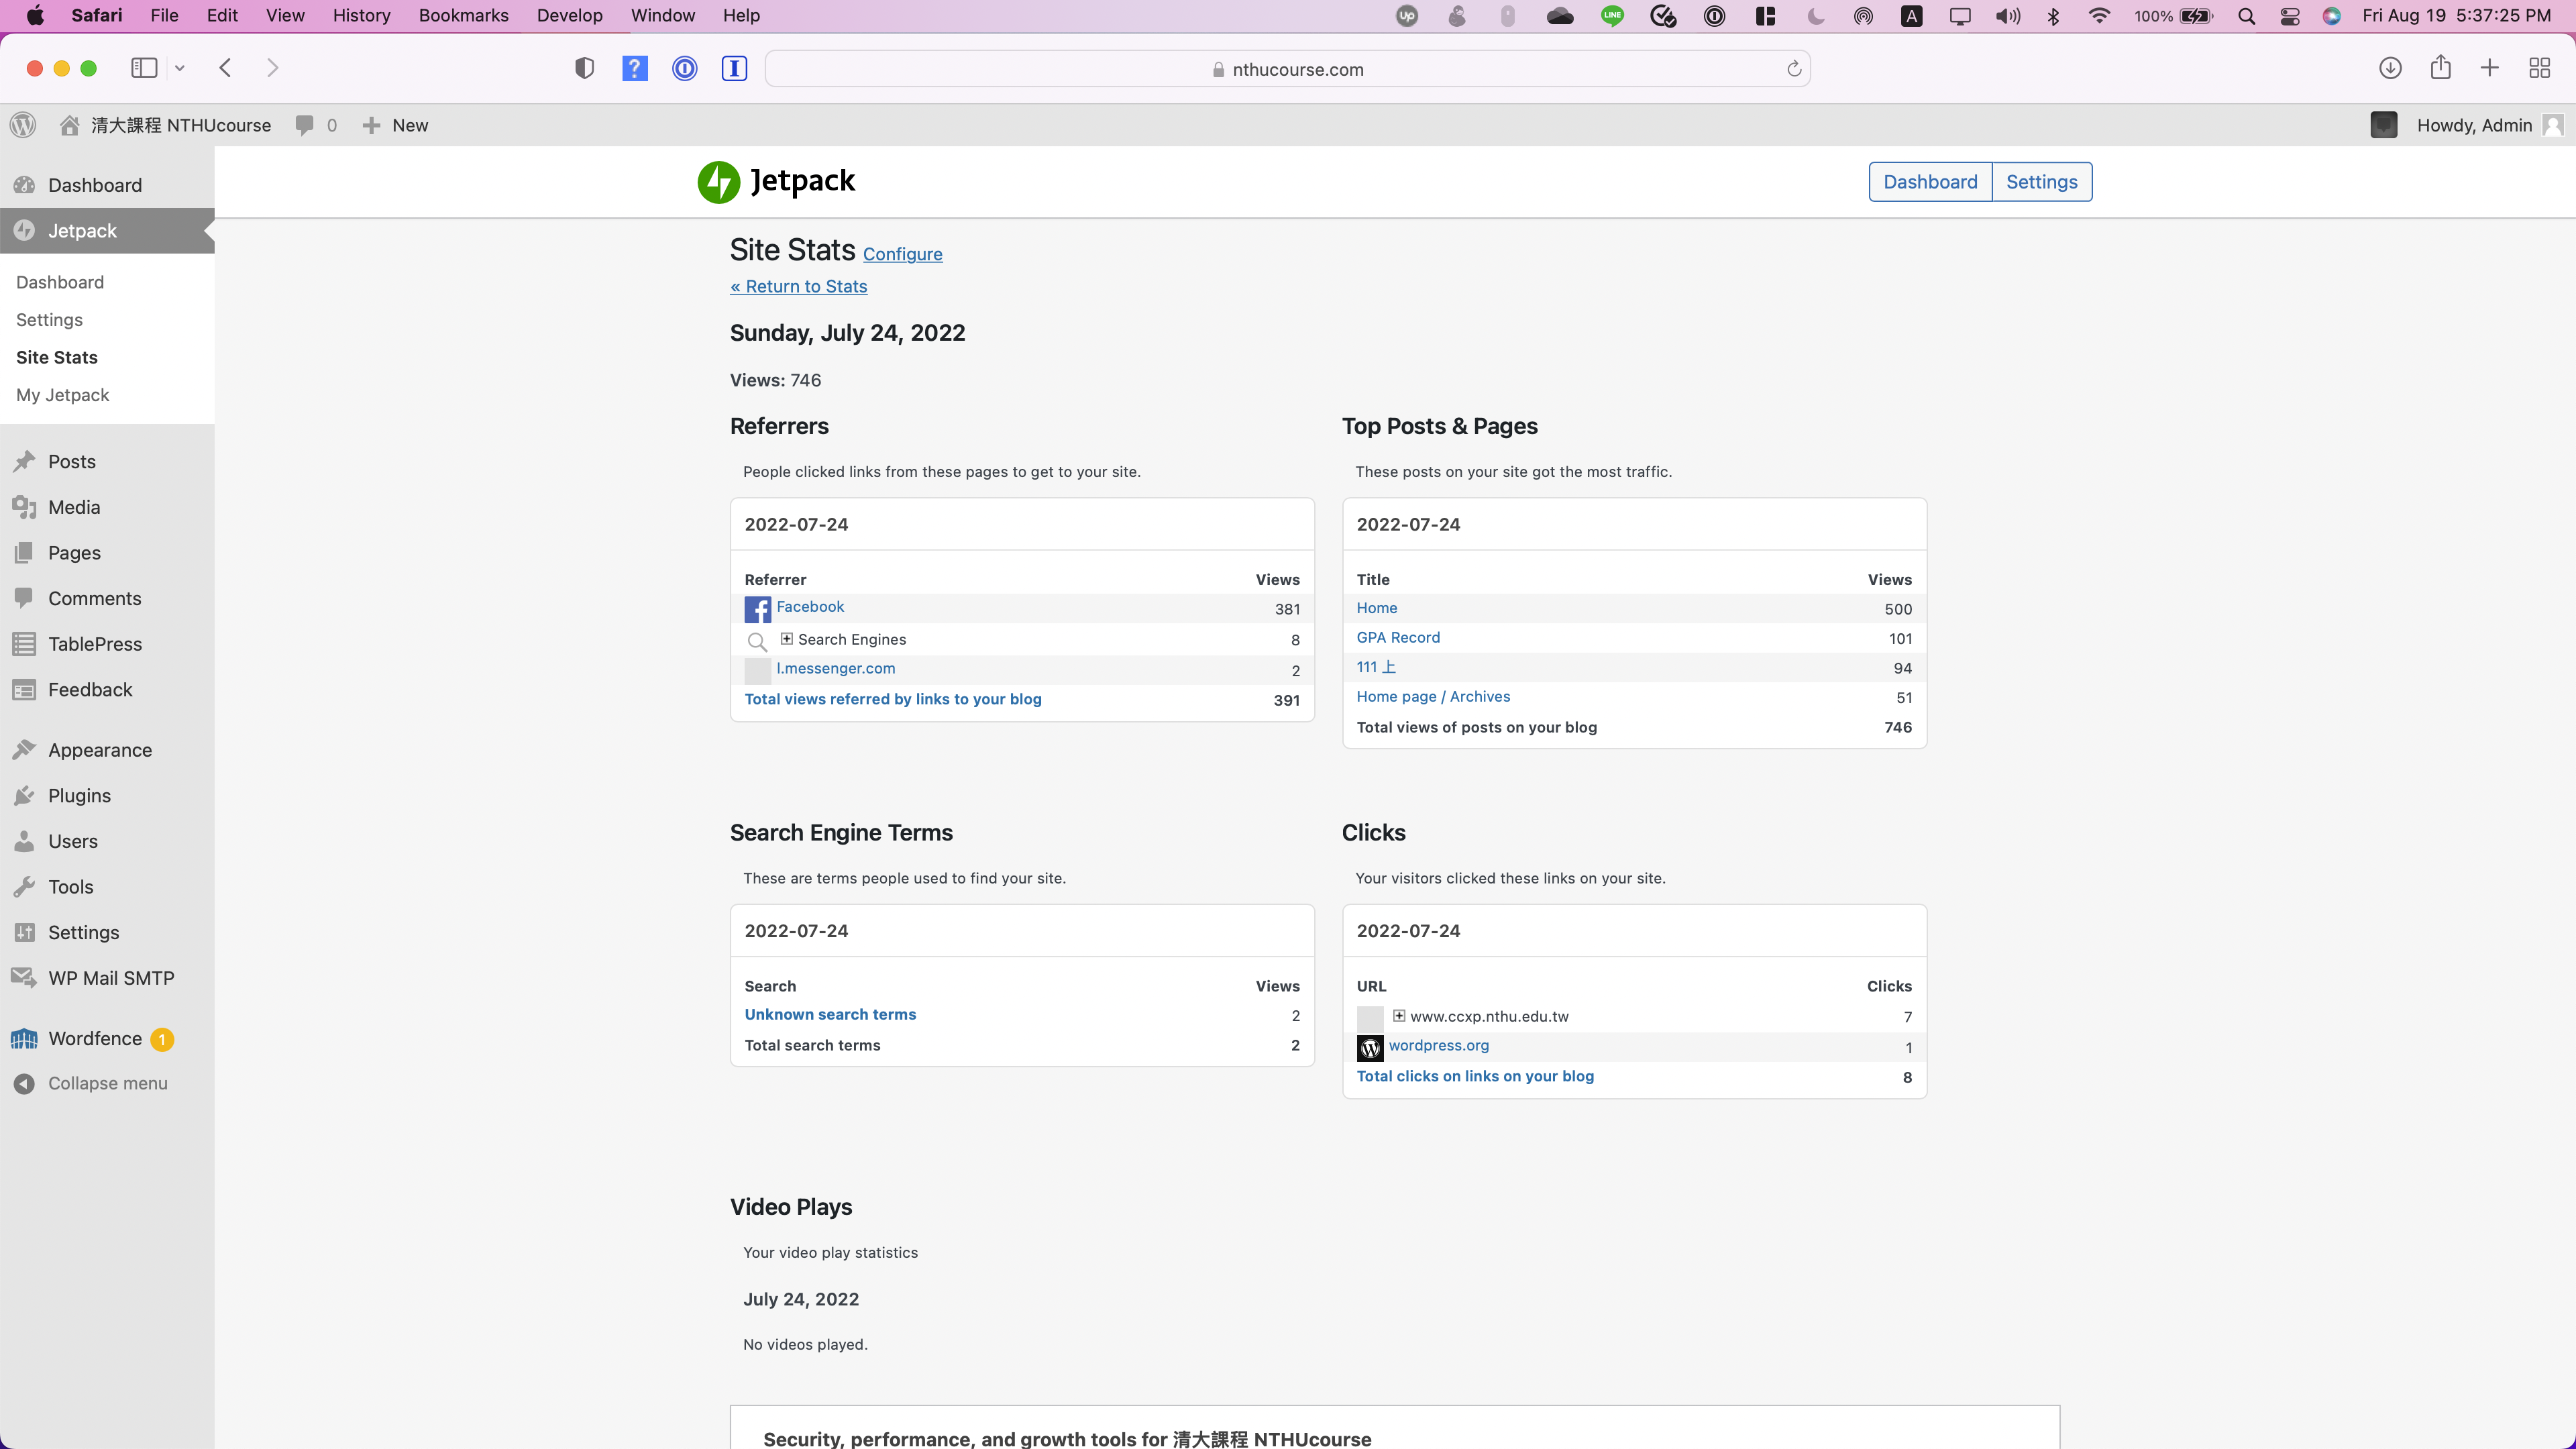 Safari File Edit View History Bookmarks Develop Window Help
Up LINE A 100% Fri Aug 19 5:37:25 PM
nthucourse.com
清大課程 NTHUcourse 0 New Howdy, Admin
Dashboard
Jetpack
Dashboard
Settings
Site Stats
My Jetpack
Posts
Media
Pages
Comments
TablePress
Feedback
Appearance
Plugins
Users
Tools
Settings
WP Mail SMTP
Wordfence 1
Collapse menu
Jetpack Dashboard Settings
Site Stats Configure
« Return to Stats
Sunday, July 24, 2022
Views: 746
Referrers
People clicked links from these pages to get to your site.
2022-07-24
Referrer Views
Facebook 381
Search Engines 8
l.messenger.com 2
Total views referred by links to your blog 391
Top Posts & Pages
These posts on your site got the most traffic.
2022-07-24
Title Views
Home 500
GPA Record 101
111 上 94
Home page / Archives 51
Total views of posts on your blog 746
Search Engine Terms
These are terms people used to find your site.
2022-07-24
Search Views
Unknown search terms 2
Total search terms 2
Clicks
Your visitors clicked these links on your site.
2022-07-24
URL Clicks
www.ccxp.nthu.edu.tw 7
wordpress.org 1
Total clicks on links on your blog 8
Video Plays
Your video play statistics
July 24, 2022
No videos played.
Security, performance, and growth tools for 清大課程 NTHUcourse